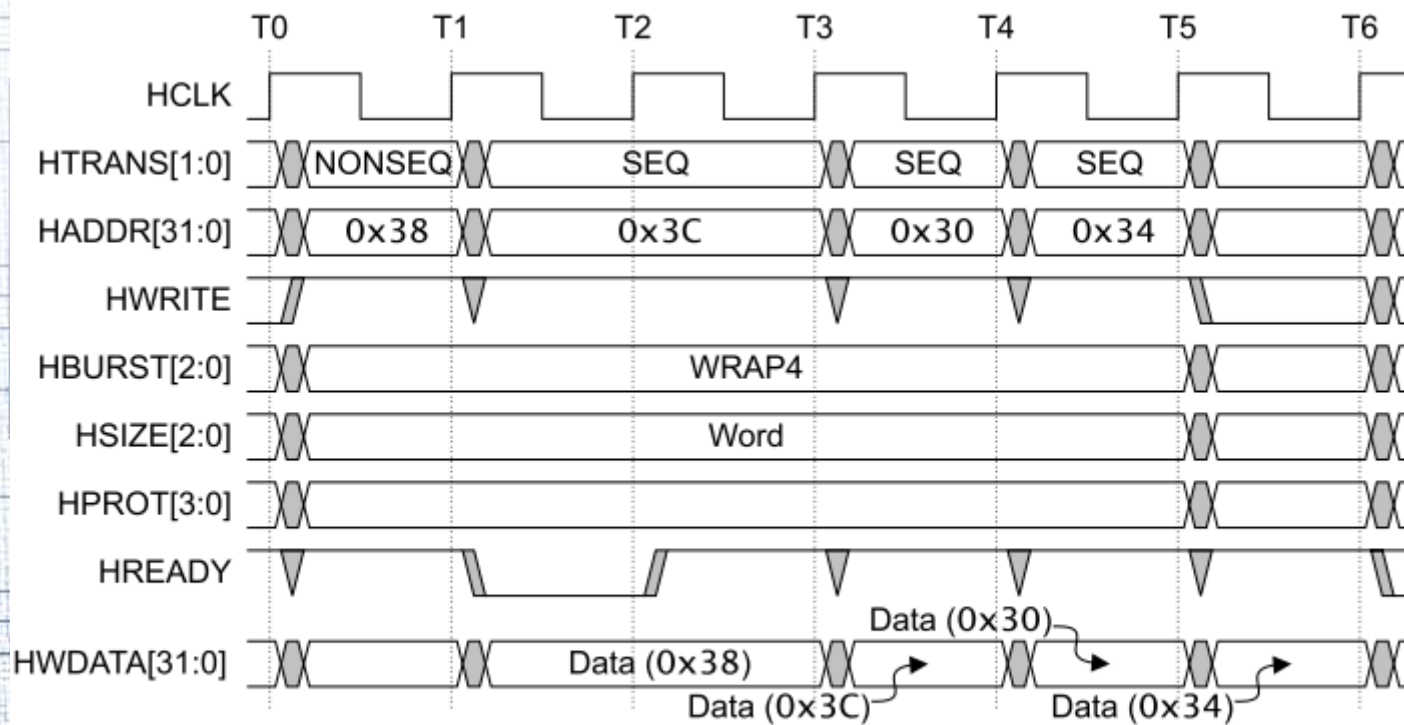 T0 T1 T2 T3 T4 T5 T6
HCLK
HTRANS[1:0] NONSEQ SEQ SEQ SEQ
HADDR[31:0] 0x38 0x3C 0x30 0x34
HWRITE
HBURST[2:0] WRAP4
HSIZE[2:0] Word
HPROT[3:0]
HREADY
Data (0x30)
HWDATA[31:0] Data (0x38)
Data (0x3C) Data (0x34)